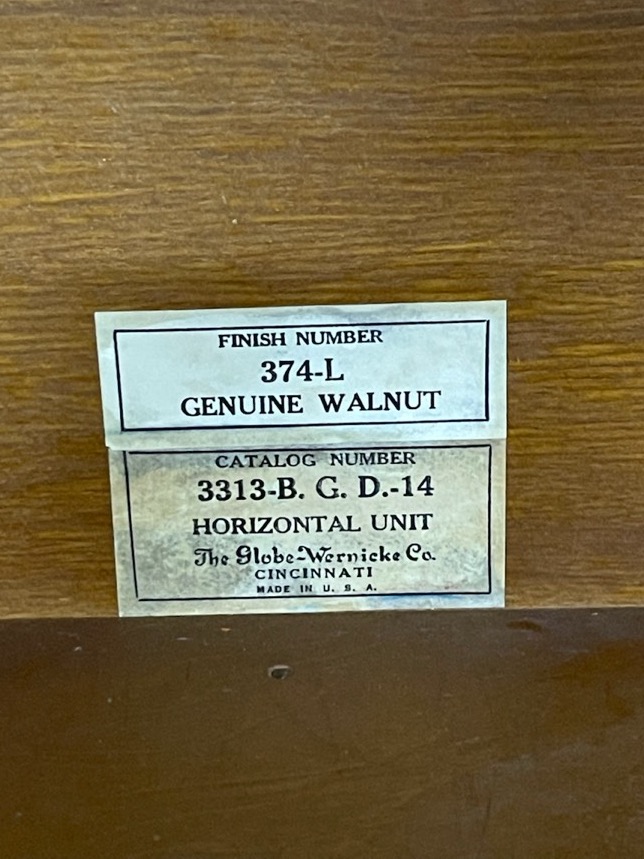 FINISH NUMBER
374-L
GENUINE WALNUT
CATALOG NUMBER
3313-B. G. D.-14
HORIZONTAL UNIT
The Globe-Wernicke Co.
CINCINNATI
MADE IN U. S. A.